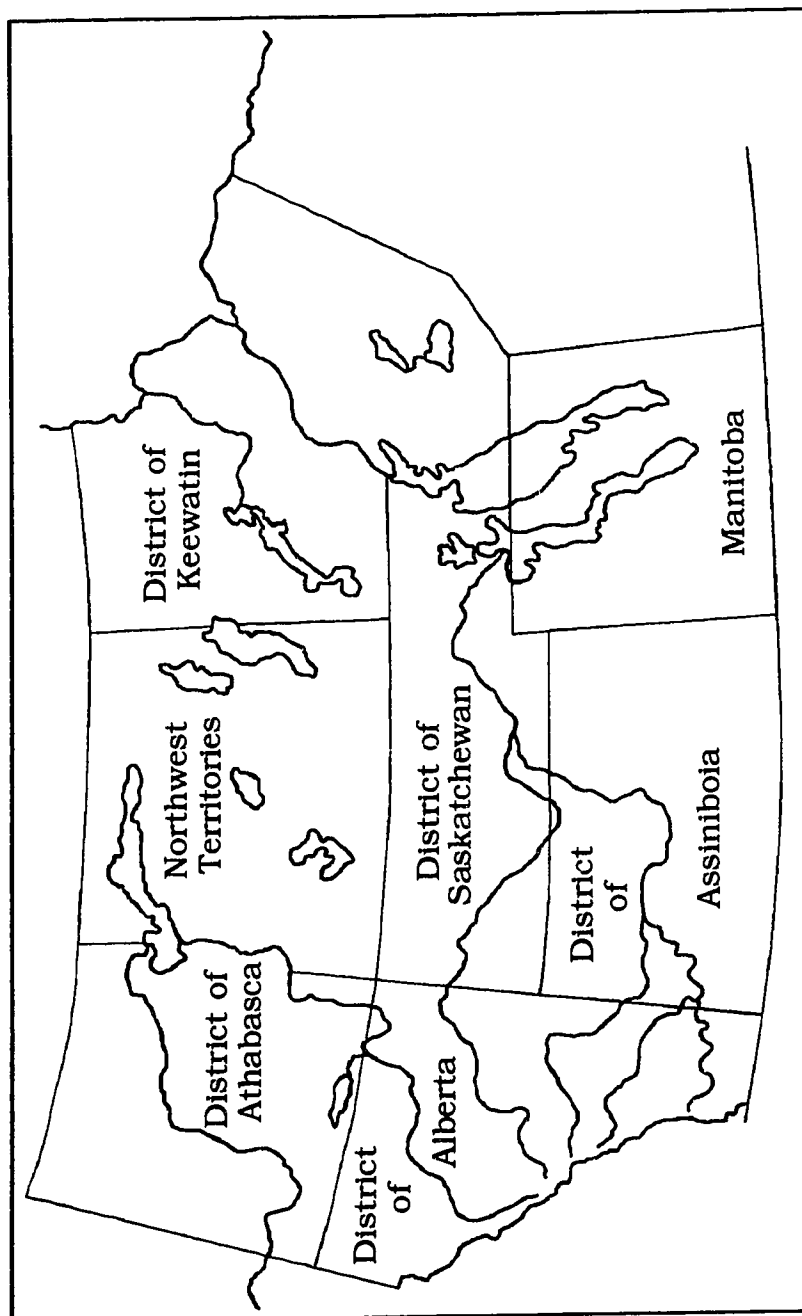 District of
Athabasca
Northwest
Territories
District of
Keewatin
District
of
Alberta
District of
Saskatchewan
District
of
Assiniboia
Manitoba